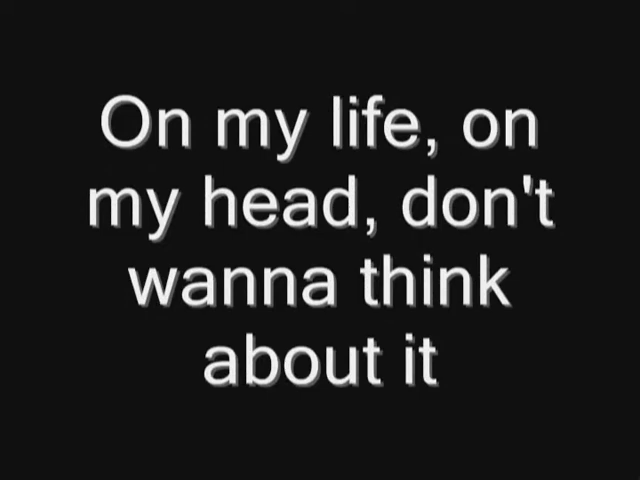 On my life, on
my head, don't
wanna think
about it